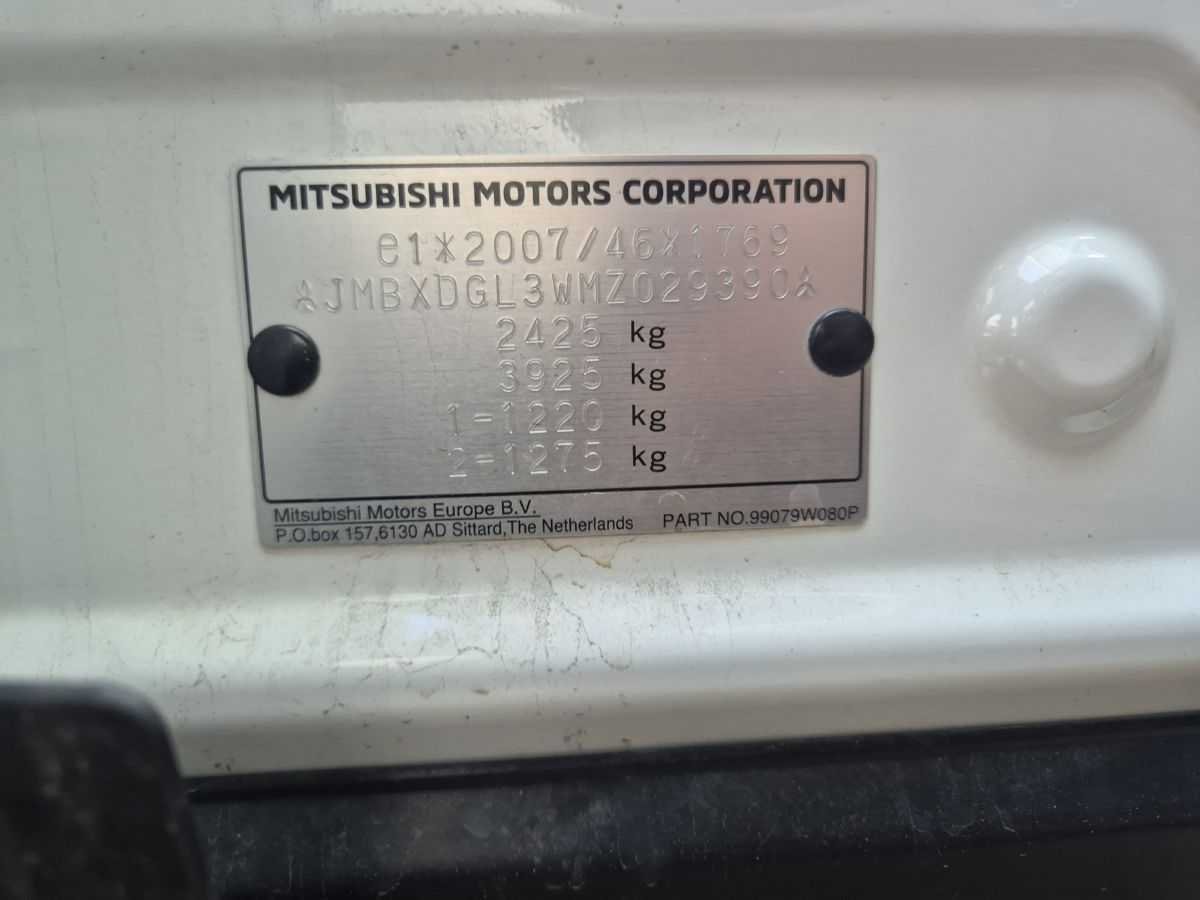 MITSUBISHI MOTORS CORPORATION
e1*2007/46*1769
JMBXDGL3WMZ029390
2425 kg
3925 kg
1-1220 kg
2-1275 kg
Mitsubishi Motors Europe B.V.
P.O.box 157,6130 AD Sittard,The Netherlands
PART NO.99079W080P